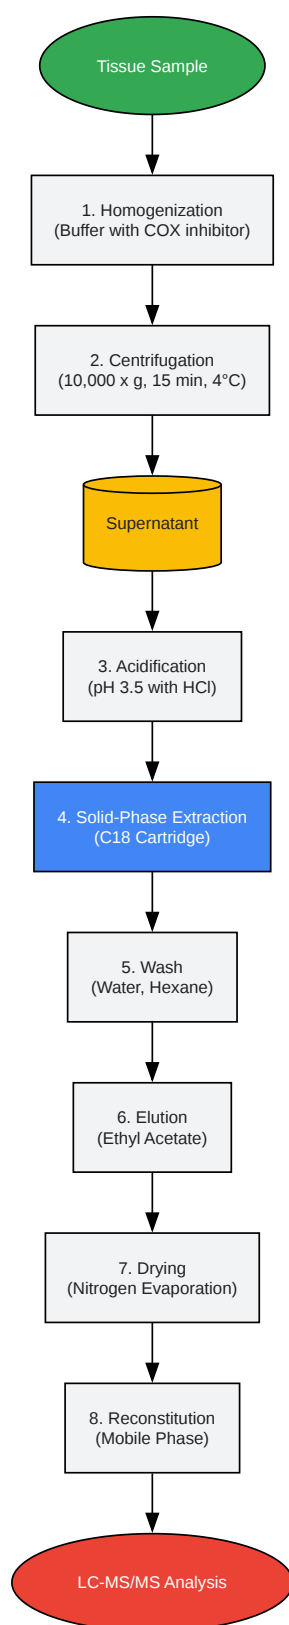 Tissue Sample
1. Homogenization
(Buffer with COX inhibitor)
2. Centrifugation
(10,000 x g, 15 min, 4°C)
Supernatant
3. Acidification
(pH 3.5 with HCl)
4. Solid-Phase Extraction
(C18 Cartridge)
5. Wash
(Water, Hexane)
6. Elution
(Ethyl Acetate)
7. Drying
(Nitrogen Evaporation)
8. Reconstitution
(Mobile Phase)
LC-MS/MS Analysis